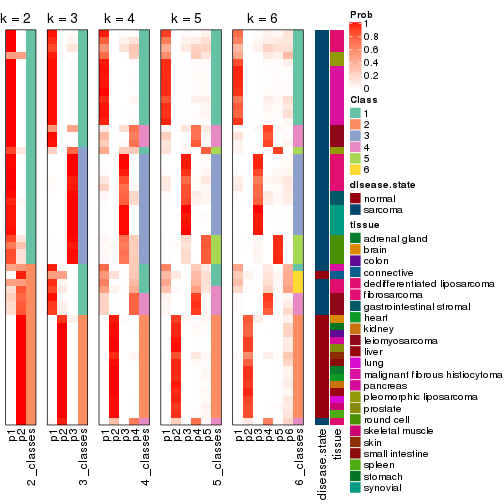 k = 2 k = 3 k = 4 k = 5 k = 6
Prob
1
0.8
0.6
0.4
0.2
0
Class
1
2
3
4
5
6
disease.state
normal
sarcoma
tissue
adrenal gland
brain
colon
connective
dedifferentiated liposarcoma
fibrosarcoma
gastrointestinal stromal
heart
kidney
leiomyosarcoma
liver
lung
malignant fibrous histiocytoma
pancreas
pleomorphic liposarcoma
prostate
round cell
skeletal muscle
skin
small intestine
spleen
stomach
synovial
p1
p2
2_classes
p1
p2
p3
3_classes
p1
p2
p3
p4
4_classes
p1
p2
p3
p4
p5
5_classes
p1
p2
p3
p4
p5
p6
6_classes
disease.state
tissue